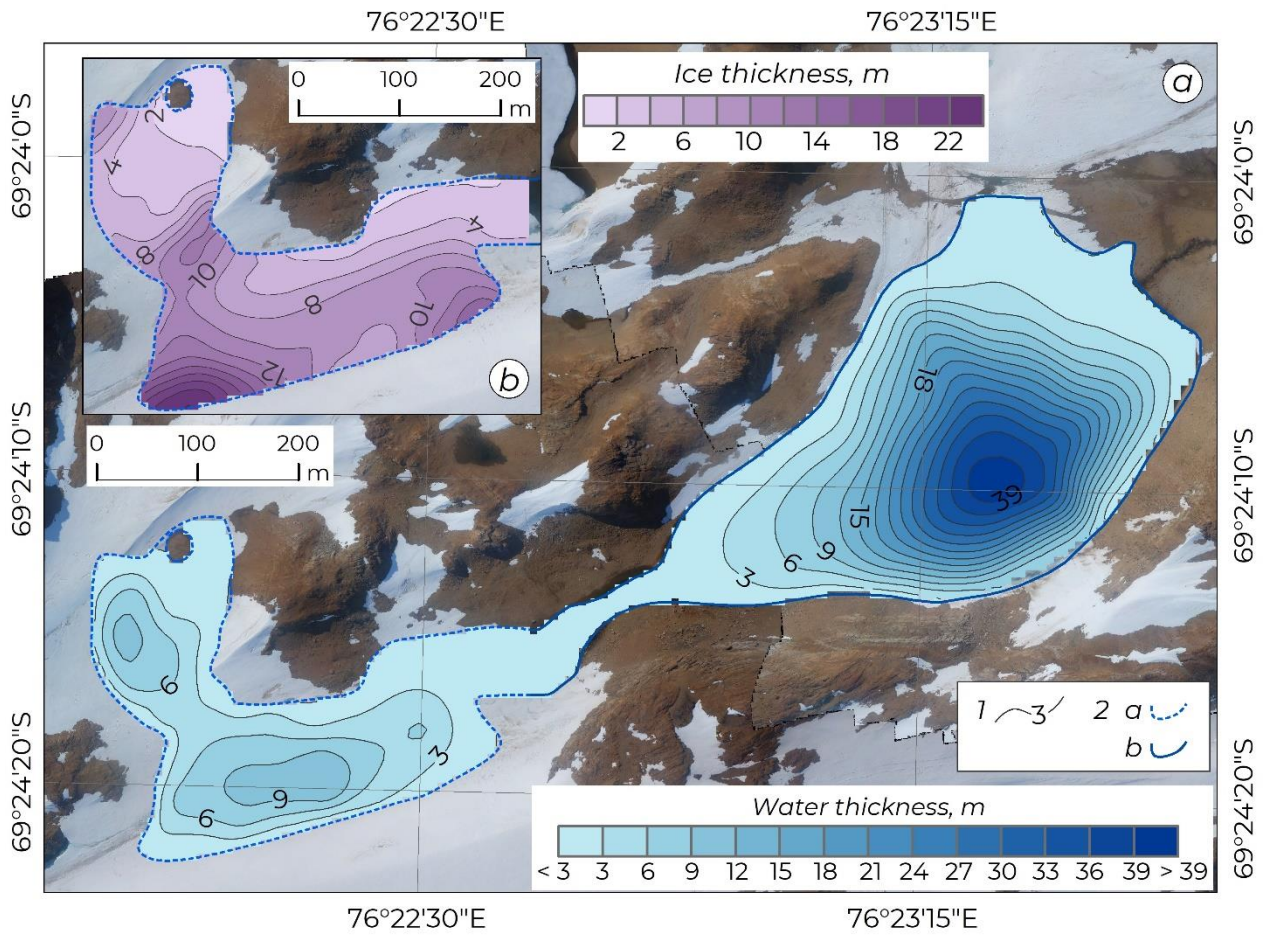 76°22'30"E
76°23'15"E
69°24'0"S
69°24'10"S
69°24'20"S
69°24'0"S
69°24'10"S
69°24'20"S
0 100 200
m
Ice thickness, m
2 6 10 14 18 22
a
2
4
8
10
8
4
10
12
b
0 100 200
m
18
39
15
9
6
3
6
3
9
6
1 3 2 a
b
Water thickness, m
< 3 3 6 9 12 15 18 21 24 27 30 33 36 39 > 39
76°22'30"E
76°23'15"E